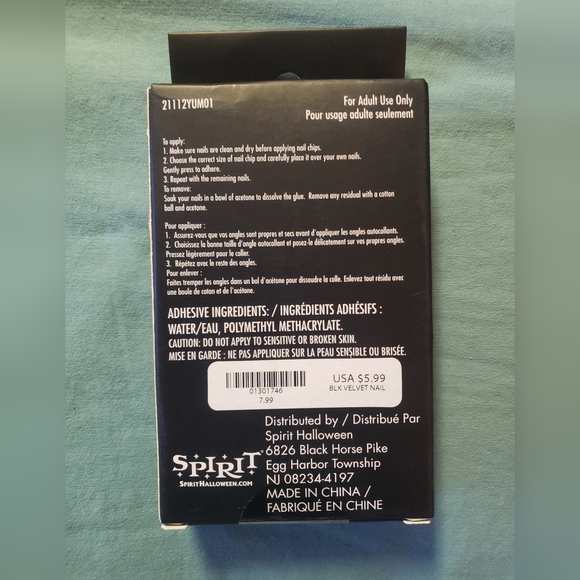 21112YUM01
For Adult Use Only
Pour usage adulte seulement
To apply:
1. Make sure nails are clean and dry before applying nail chips.
2. Choose the correct size of nail chip and carefully place it over your own nails.
Gently press to adhere.
3. Repeat with the remaining nails.
To remove:
Soak your nails in a bowl of acetone to dissolve the glue. Remove any residual with a cotton
ball and acetone.
Pour appliquer :
1. Assurez-vous que vos angles sont propres et secs avant d'appliquer les angles autocollants.
2. Choisissez la bonne taille d'angle autocollant et posez-le délicatement sur vos propres angles.
Pressez légèrement pour le coller.
3. Répétez avec le reste des angles.
Pour enlever :
Faites tremper les angles dans un bol d'acétone pour dissoudre la colle. Enlevez tout résidu avec
une boule de coton et de l'acétone.
ADHESIVE INGREDIENTS: / INGRÉDIENTS ADHÉSIFS :
WATER/EAU, POLYMETHYL METHACRYLATE.
CAUTION: DO NOT APPLY TO SENSITIVE OR BROKEN SKIN.
MISE EN GARDE : NE PAS APPLIQUER SUR LA PEAU SENSIBLE OU BRISÉE.
01301746
7.99
USA $5.99
BLK VELVET NAIL
Distributed by / Distribué Par
Spirit Halloween
6826 Black Horse Pike
Egg Harbor Township
NJ 08234-4197
MADE IN CHINA /
FABRIQUÉ EN CHINE
SPIRIT
SPIRITHALLOWEEN.COM